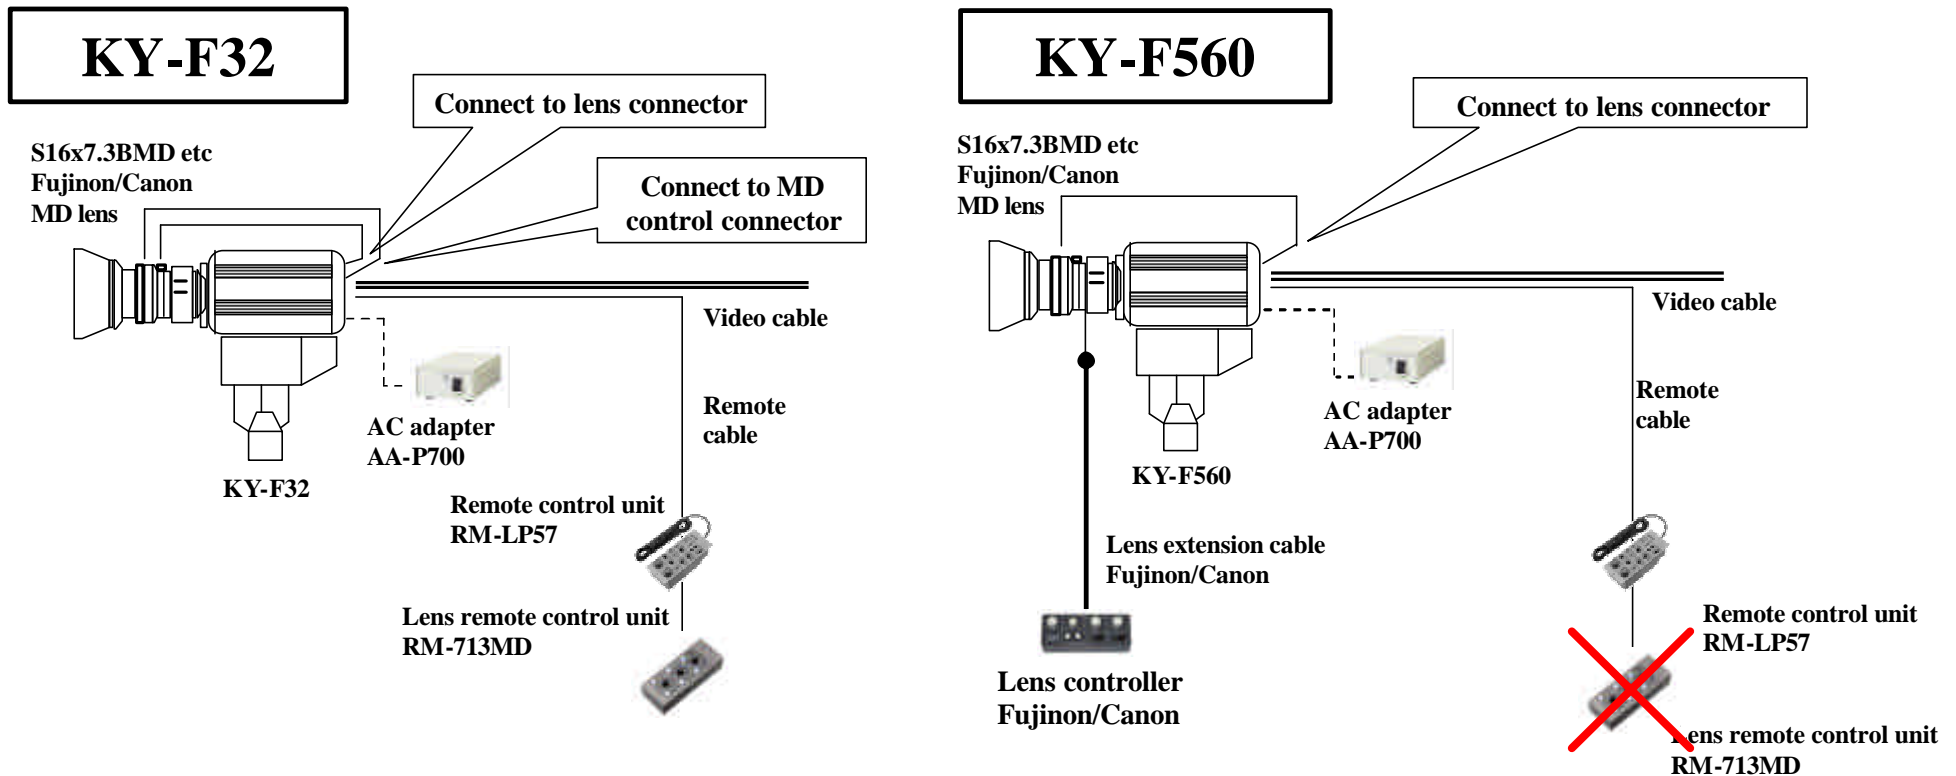 KY-F32
Connect to lens connector
S16x7.3BMD etc
Fujinon/Canon
MD lens
Connect to MD
control connector
Video cable
AC adapter
AA-P700
Remote
cable
KY-F32
Remote control unit
RM-LP57
Lens remote control unit
RM-713MD
KY-F560
Connect to lens connector
S16x7.3BMD etc
Fujinon/Canon
MD lens
Video cable
AC adapter
AA-P700
Remote
cable
KY-F560
Lens extension cable
Fujinon/Canon
Lens controller
Fujinon/Canon
Remote control unit
RM-LP57
Lens remote control unit
RM-713MD